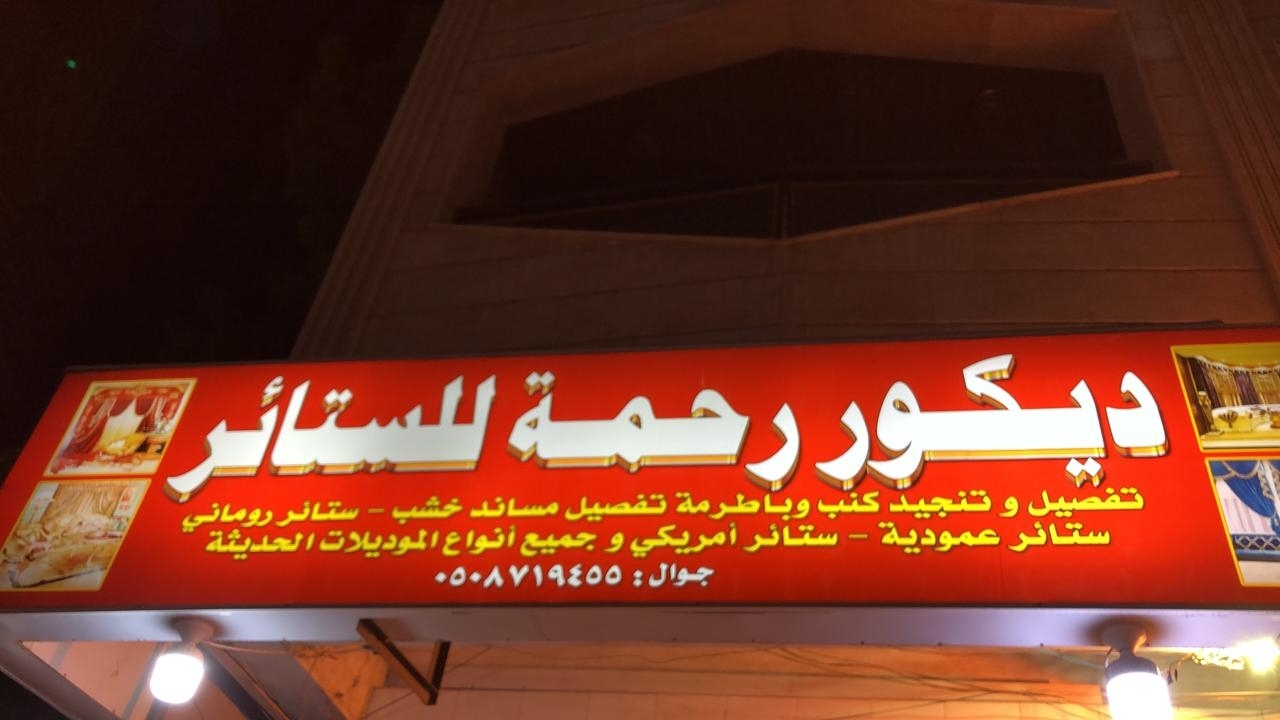 ديكور رحمة للستائر
تفصيل و تنجيد كنب وباطرمة تفصيل مساند خشب - ستائر روماني
ستائر عمودية - ستائر أمريكي و جميع أنواع الموديلات الحديثة
جوال : ٠٥٠٨٧١٩٤٥٥